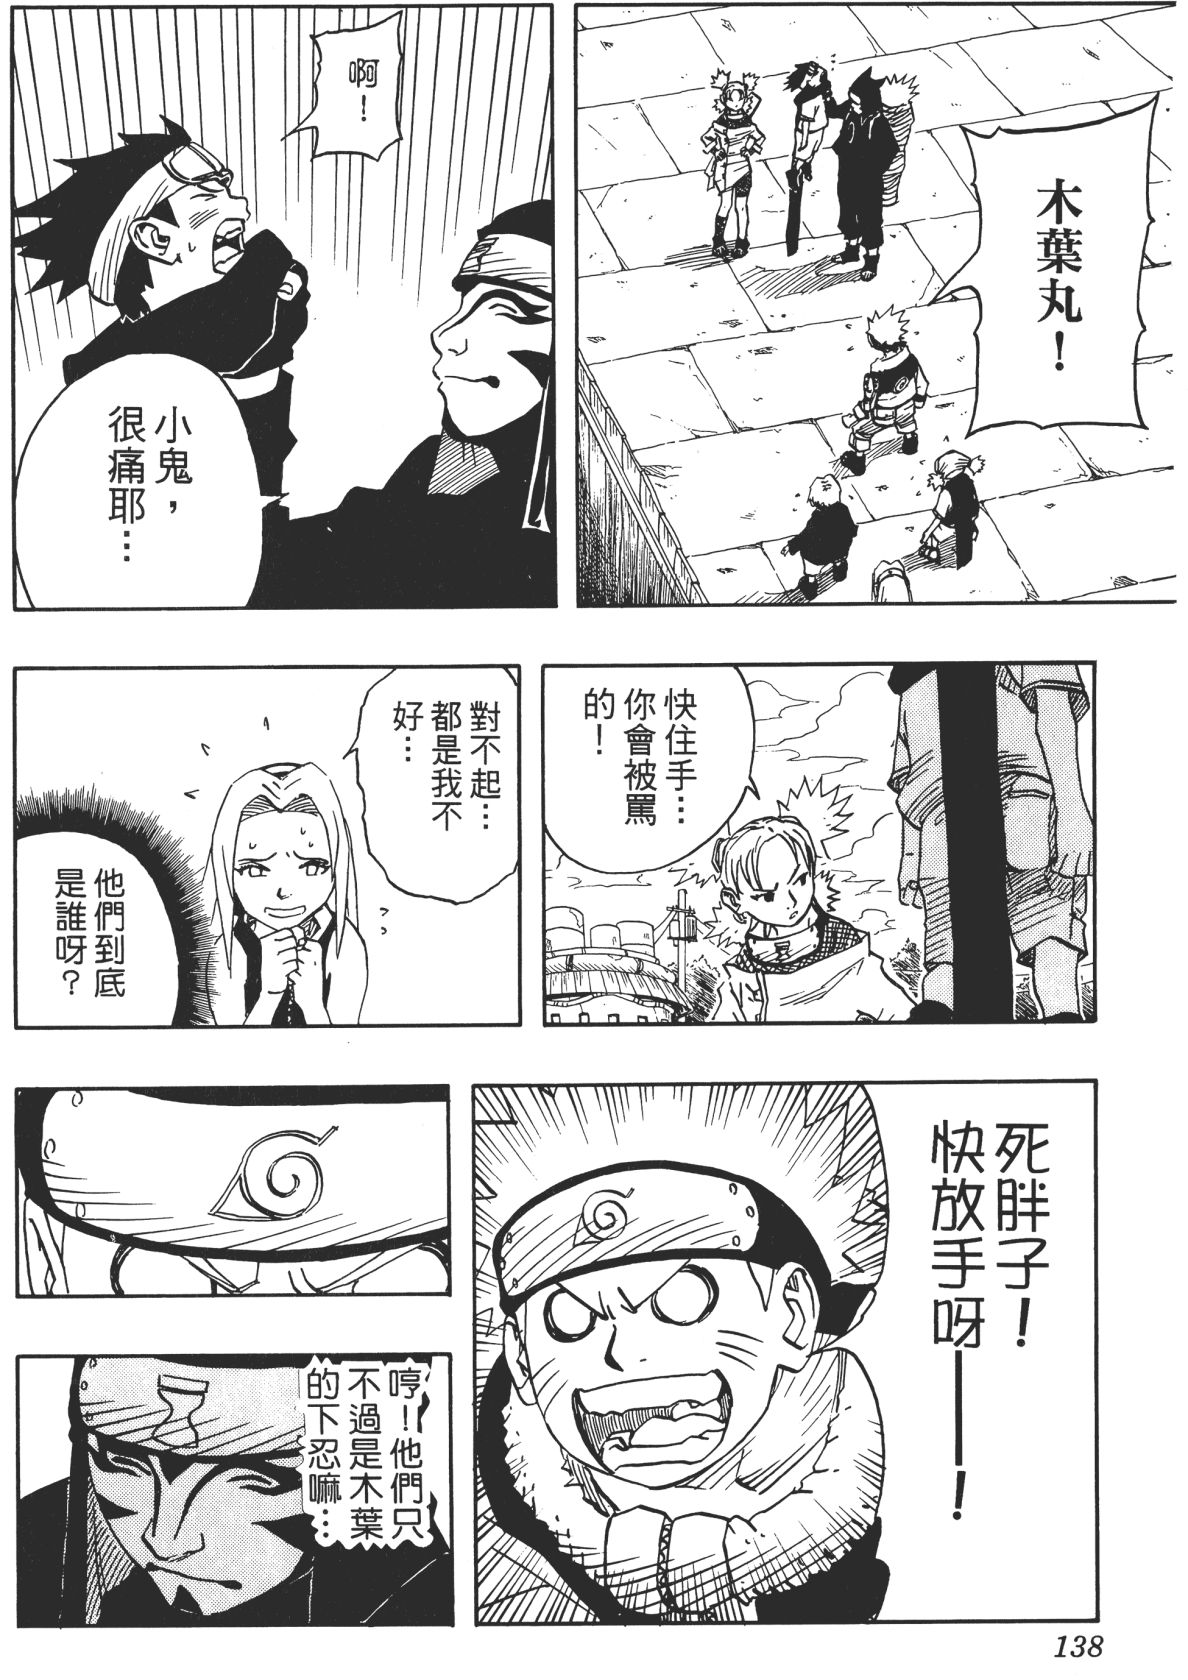 木葉丸！
啊！
小鬼，
很痛耶…
快住手…
你會被罵
的！
對不起…
都是我不
好…
他們到底
是誰呀？
死胖子！
快放手呀——！
哼！他們只
不過是木葉
的下忍嘛…
138